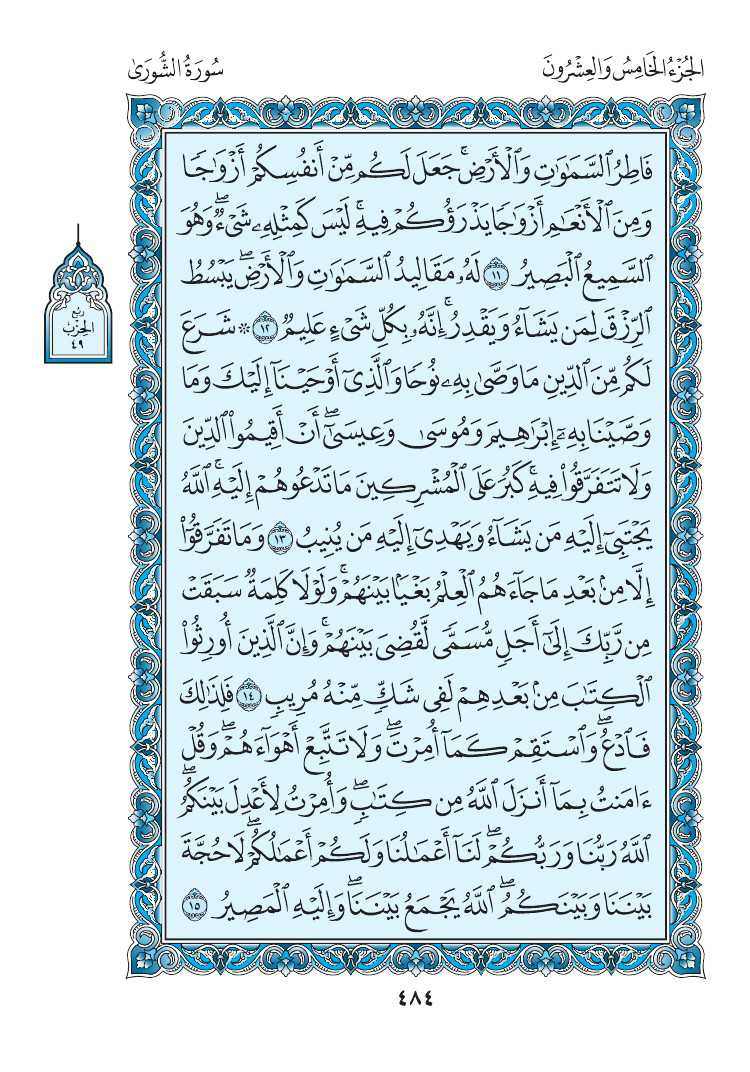 الجُزْءُ الخَامِسُ وَالعِشْرُونَ
سُورَةُ الشُّورَىٰ
فَاطِرُ ٱلسَّمَٰوَٰتِ وَٱلْأَرْضِۚ جَعَلَ لَكُم مِّنْ أَنفُسِكُمْ أَزْوَٰجًا
وَمِنَ ٱلْأَنْعَٰمِ أَزْوَٰجًا يَذْرَؤُكُمْ فِيهِۚ لَيْسَ كَمِثْلِهِۦ شَىْءٌۖ وَهُوَ
ٱلسَّمِيعُ ٱلْبَصِيرُ ١١ لَهُۥ مَقَالِيدُ ٱلسَّمَٰوَٰتِ وَٱلْأَرْضِۖ يَبْسُطُ
ٱلرِّزْقَ لِمَن يَشَآءُ وَيَقْدِرُۚ إِنَّهُۥ بِكُلِّ شَىْءٍ عَلِيمٌ ١٢ * شَرَعَ
لَكُم مِّنَ ٱلدِّينِ مَا وَصَّىٰ بِهِۦ نُوحًا وَٱلَّذِىٓ أَوْحَيْنَآ إِلَيْكَ وَمَا
وَصَّيْنَا بِهِۦٓ إِبْرَٰهِيمَ وَمُوسَىٰ وَعِيسَىٰٓۖ أَنْ أَقِيمُوا۟ ٱلدِّينَ
وَلَا تَتَفَرَّقُوا۟ فِيهِۚ كَبُرَ عَلَى ٱلْمُشْرِكِينَ مَا تَدْعُوهُمْ إِلَيْهِۚ ٱللَّهُ
يَجْتَبِىٓ إِلَيْهِ مَن يَشَآءُ وَيَهْدِىٓ إِلَيْهِ مَن يُنِيبُ ١٣ وَمَا تَفَرَّقُوٓا۟
إِلَّا مِنۢ بَعْدِ مَا جَآءَهُمُ ٱلْعِلْمُ بَغْيًۢا بَيْنَهُمْۚ وَلَوْلَا كَلِمَةٌ سَبَقَتْ
مِن رَّبِّكَ إِلَىٰٓ أَجَلٍ مُّسَمًّى لَّقُضِىَ بَيْنَهُمْۚ وَإِنَّ ٱلَّذِينَ أُورِثُوا۟
ٱلْكِتَٰبَ مِنۢ بَعْدِهِمْ لَفِى شَكٍّ مِّنْهُ مُرِيبٍ ١٤ فَلِذَٰلِكَ
فَٱدْعُۖ وَٱسْتَقِمْ كَمَآ أُمِرْتَۖ وَلَا تَتَّبِعْ أَهْوَآءَهُمْۖ وَقُلْ
ءَامَنتُ بِمَآ أَنزَلَ ٱللَّهُ مِن كِتَٰبٍۖ وَأُمِرْتُ لِأَعْدِلَ بَيْنَكُمُۖ
ٱللَّهُ رَبُّنَا وَرَبُّكُمْۖ لَنَآ أَعْمَٰلُنَا وَلَكُمْ أَعْمَٰلُكُمْۖ لَا حُجَّةَ
بَيْنَنَا وَبَيْنَكُمُۖ ٱللَّهُ يَجْمَعُ بَيْنَنَاۖ وَإِلَيْهِ ٱلْمَصِيرُ ١٥
رُبْع
الحِزْب
٤٩
٤٨٤